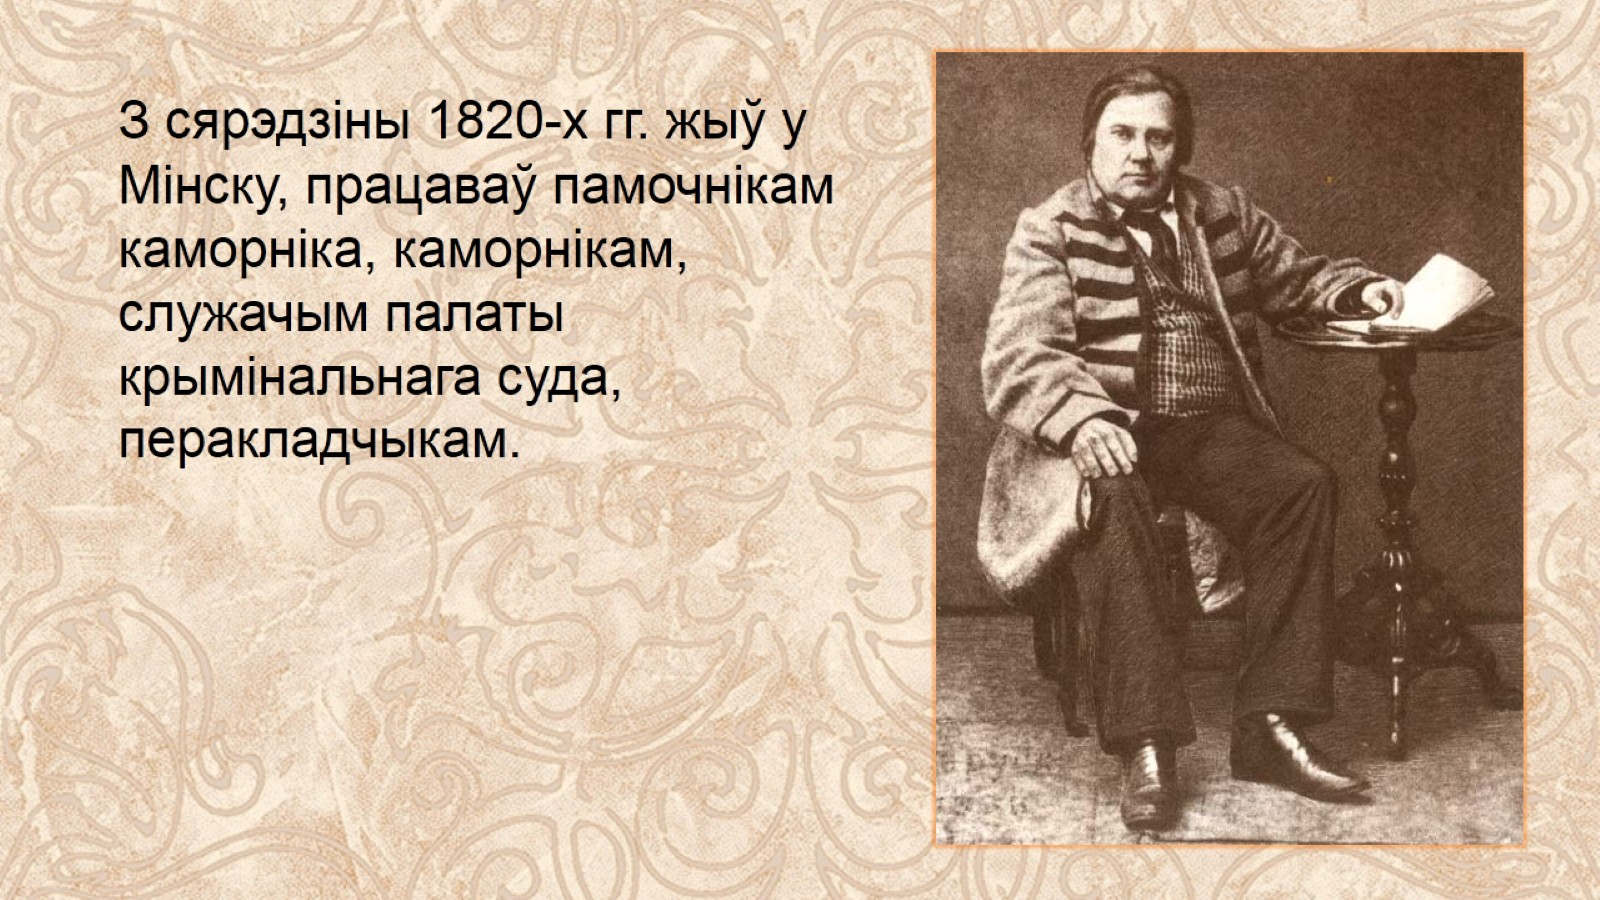 З сярэдзіны 1820-х гг. жыў у
Мінску, працаваў памочнікам
каморніка, каморнікам,
служачым палаты
крымінальнага суда,
перакладчыкам.